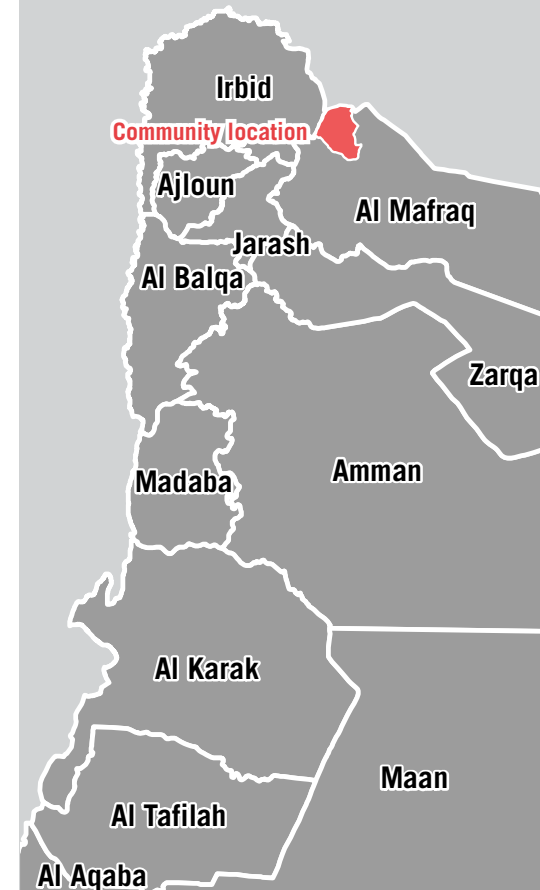 Irbid
Community location
Ajloun
Al Mafraq
Jarash
Al Balqa
Zarqa
Amman
Madaba
Al Karak
Maan
Al Tafilah
Al Aqaba